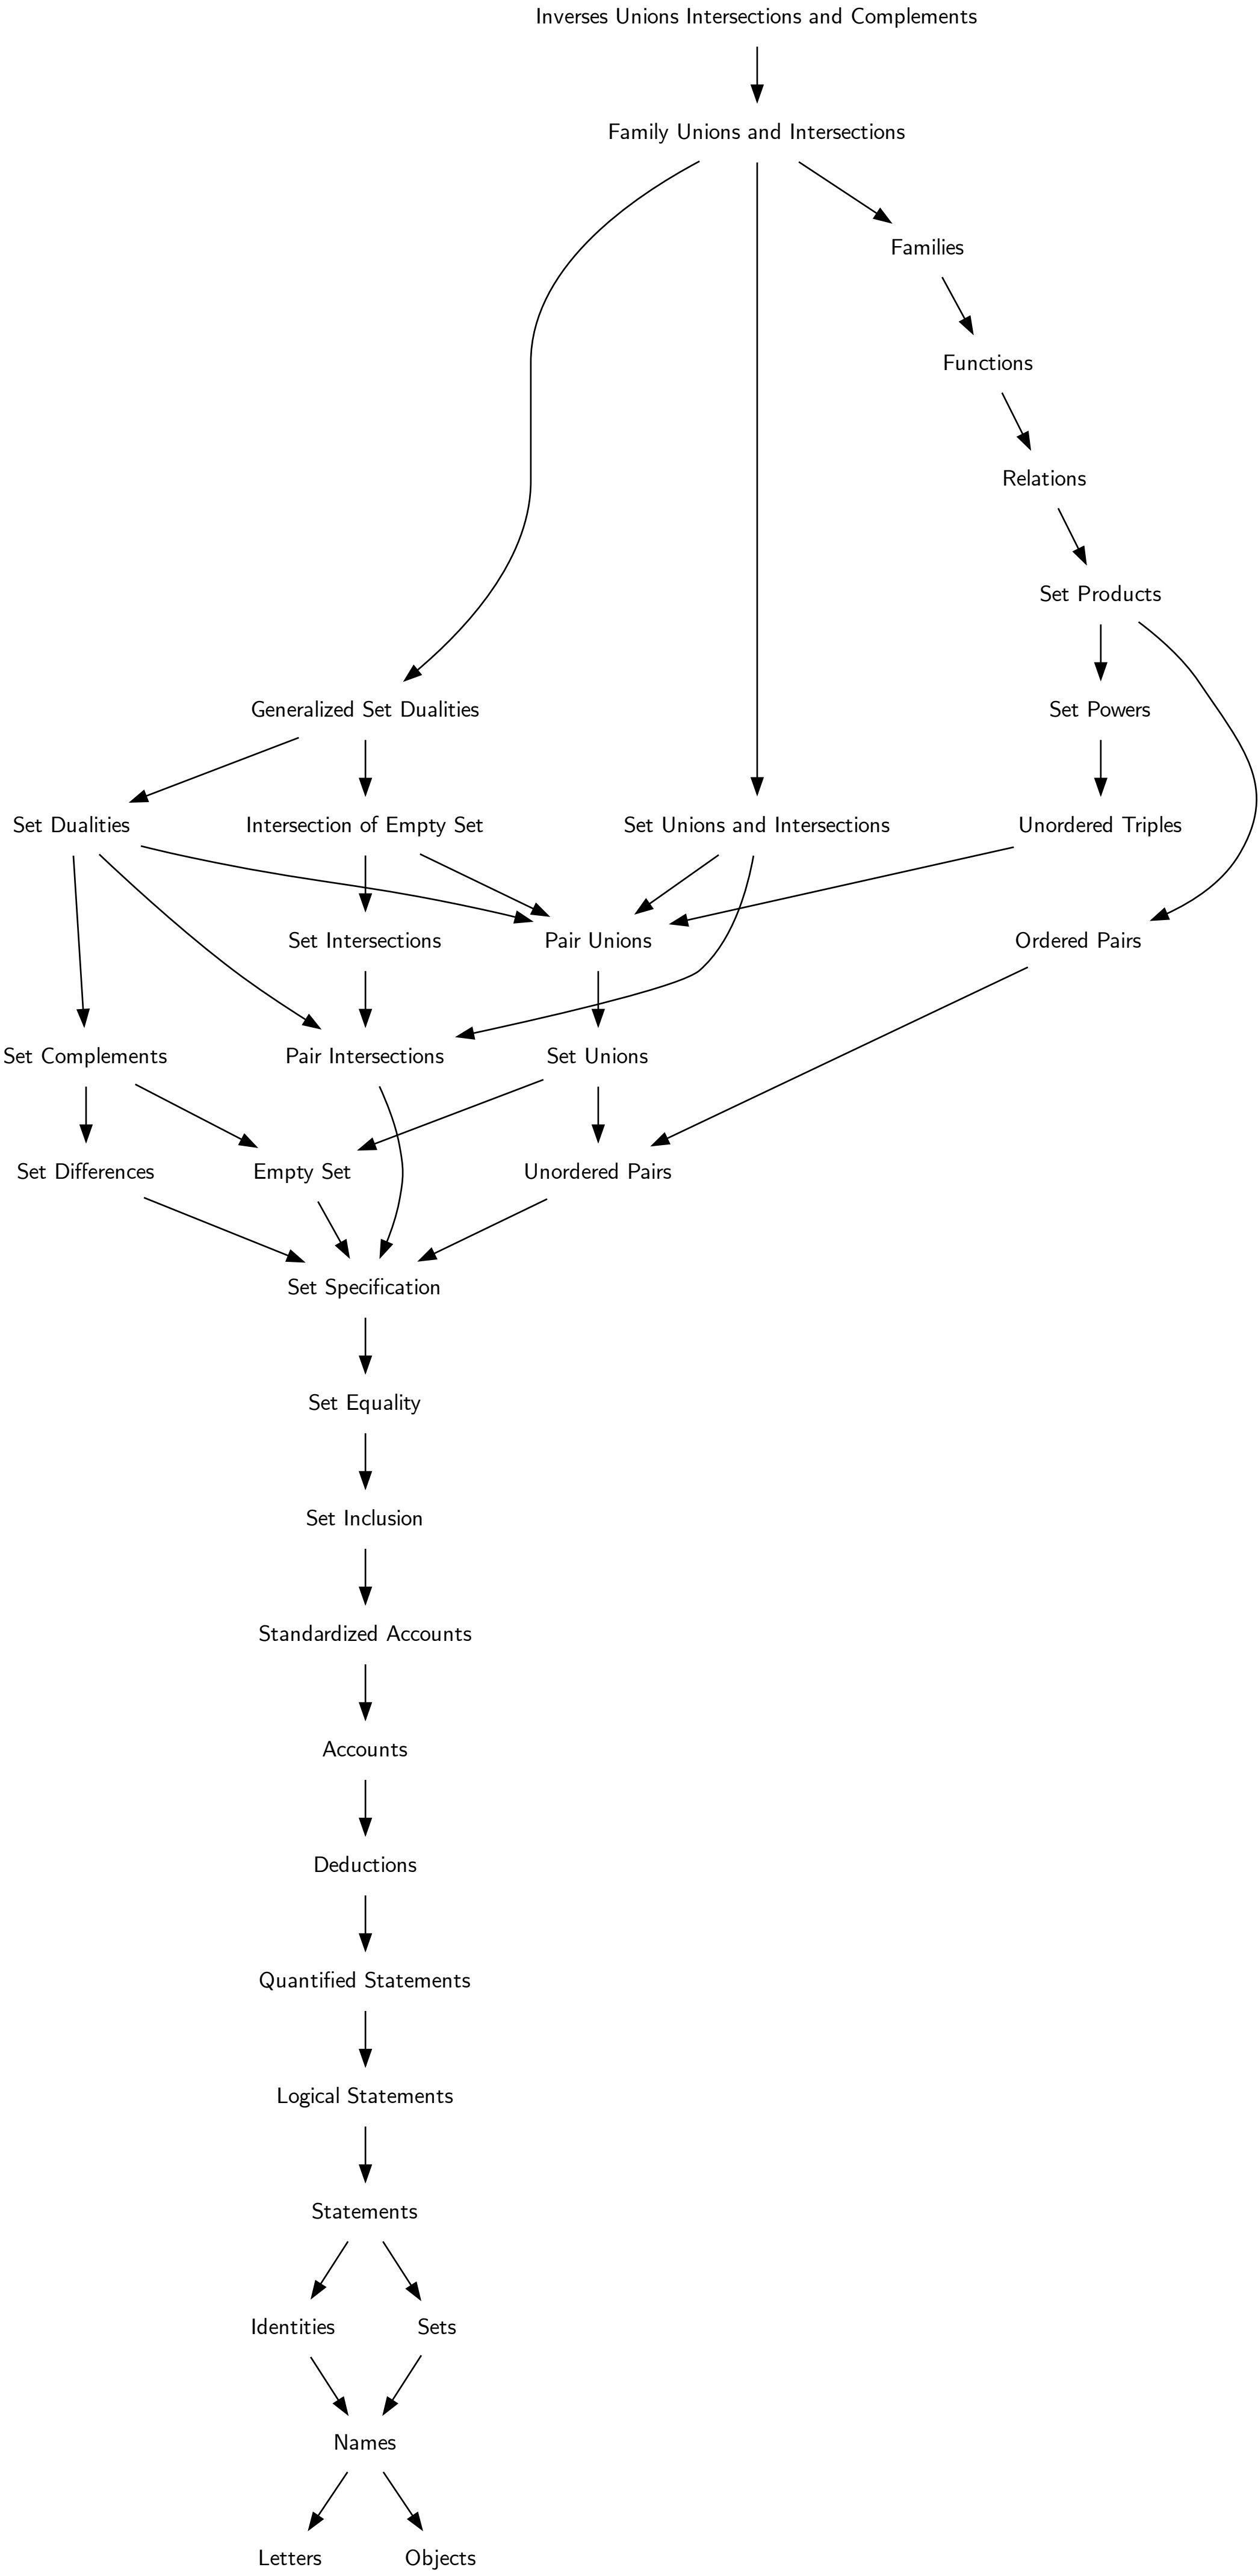 Inverses Unions Intersections and Complements
Family Unions and Intersections
Families
Functions
Relations
Set Products
Generalized Set Dualities
Set Powers
Set Dualities
Intersection of Empty Set
Set Unions and Intersections
Unordered Triples
Set Intersections
Pair Unions
Ordered Pairs
Set Complements
Pair Intersections
Set Unions
Set Differences
Empty Set
Unordered Pairs
Set Specification
Set Equality
Set Inclusion
Standardized Accounts
Accounts
Deductions
Quantified Statements
Logical Statements
Statements
Identities
Sets
Names
Letters
Objects